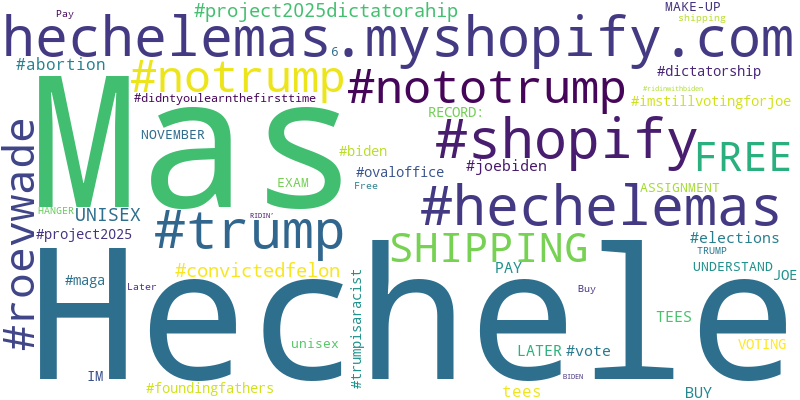 Pay
#project2025dictatorahip
MAKE-UP
shipping
hechelemas.myshopify.com
6
#abortion
#notrump
#nototrump
#dictatorship
#ridinwithbiden
#didntyoulearnthefirsttime
#imstillvotingforjoe
RECORD:
Mas
NOVEMBER
#shopify
#biden
FREE
#joebiden
#ovaloffice
EXAM
Free
ASSIGNMENT
#roevwade
HANGER
UNISEX
RIDIN'
#hechelemas
#project2025
#trump
SHIPPING
#elections
TRUMP
#convictedfelon
PAY
UNDERSTAND
JOE
#maga
Later
Hechele
#trumpisaracist
Buy
TEES
unisex
LATER
#vote
VOTING
IM
#foundingfathers
BIDEN
tees
BUY